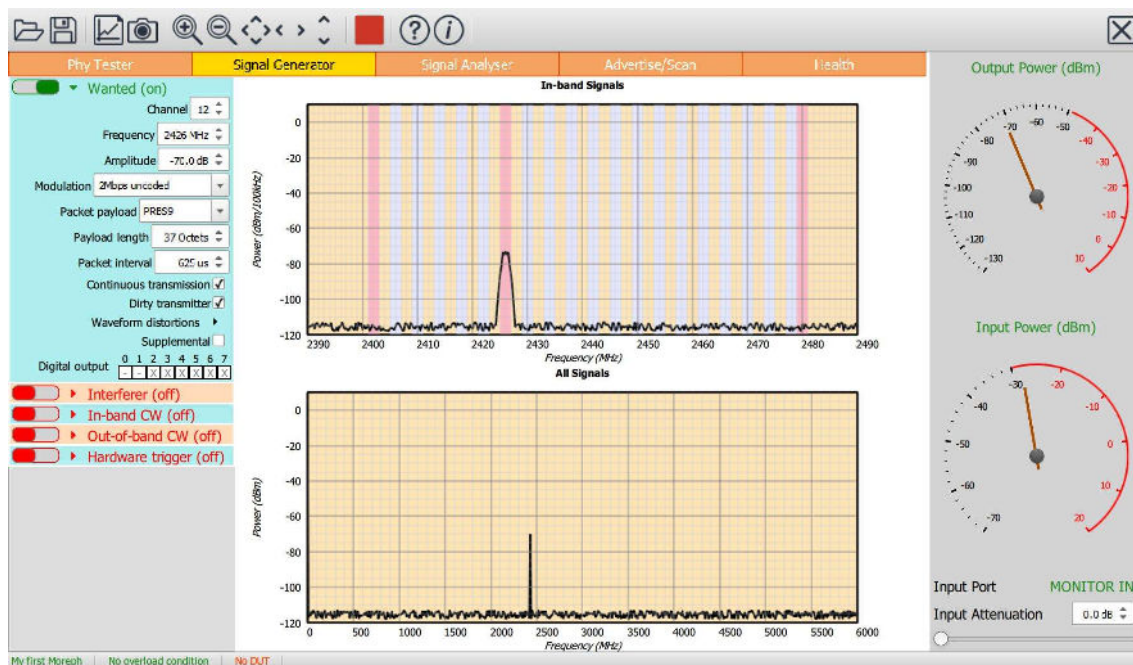 Phy Tester
Signal Generator
Signal Analyser
Advertise/Scan
Health
Wanted (on)
Channel 12
Frequency 2426 MHz
Amplitude -70.0 dB
Modulation 2Mbps uncoded
Packet payload PRBS9
Payload length 37 Octets
Packet interval 625 us
Continuous transmission
Dirty transmitter
Waveform distortions
Supplemental
0 1 2 3 4 5 6 7
Digital output - - X X X X X X
Interferer (off)
In-band CW (off)
Out-of-band CW (off)
Hardware trigger (off)
In-band Signals
Power (dBm/100kHz)
0
-20
-40
-60
-80
-100
-120
2390 2400 2410 2420 2430 2440 2450 2460 2470 2480 2490
Frequency (MHz)
All Signals
Power (dBm)
0
-20
-40
-60
-80
-100
-120
0 500 1000 1500 2000 2500 3000 3500 4000 4500 5000 5500 6000
Frequency (MHz)
Output Power (dBm)
-130 -120 -110 -100 -90 -80 -70 -60 -50 -40 -30 -20 -10 0 10
Input Power (dBm)
-70 -60 -50 -40 -30 -20 -10 0 10 20
Input Port MONITOR IN
Input Attenuation 0.0 dB
My first Moreph
No overload condition
No DUT